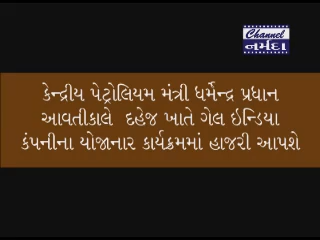 Channel
નર્મદા
કેન્દ્રીય પેટ્રોલિયમ મંત્રી ધર્મેન્દ્ર પ્રધાન
આવતીકાલે દહેજ ખાતે ગેલ ઇન્ડિયા
કંપનીના યોજાનાર કાર્યક્રમમાં હાજરી આપશે